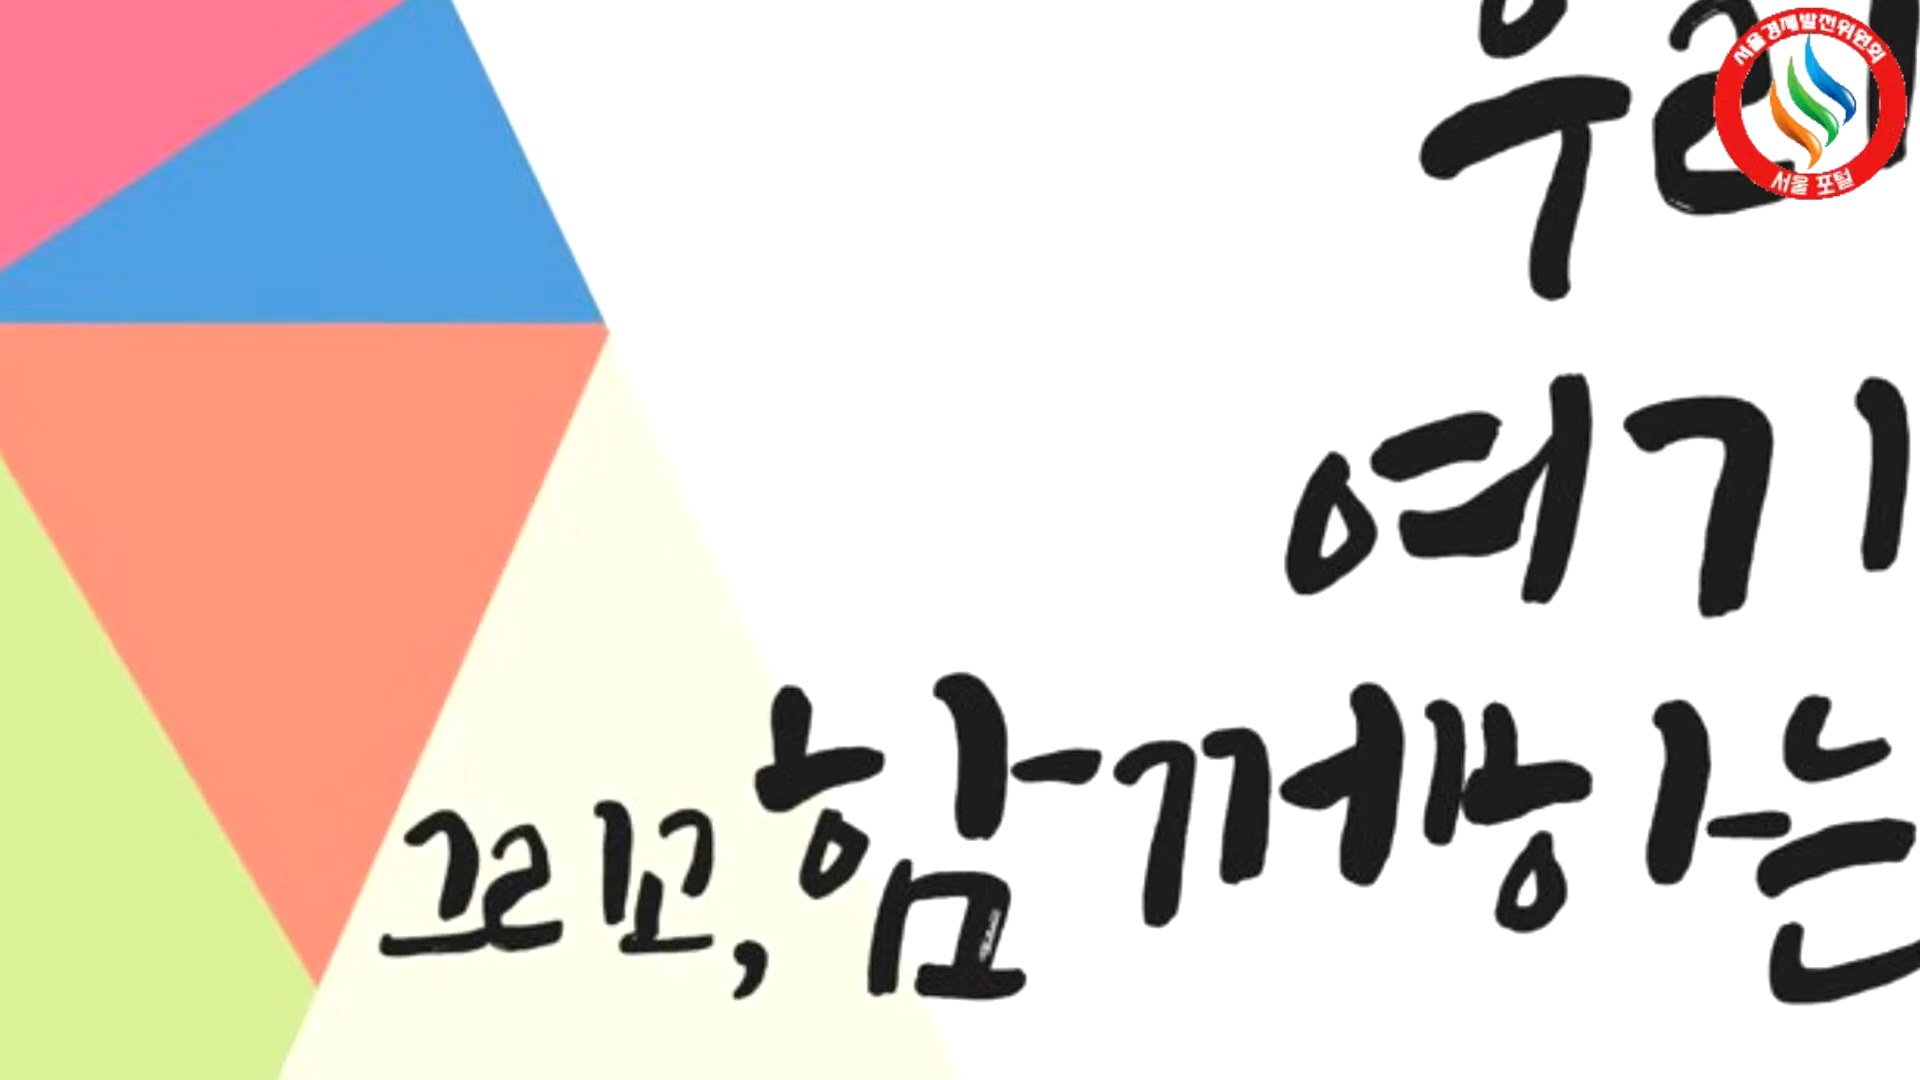 우리
서울경제발전위원회
서울 포털
여기
그리고, 함께하는